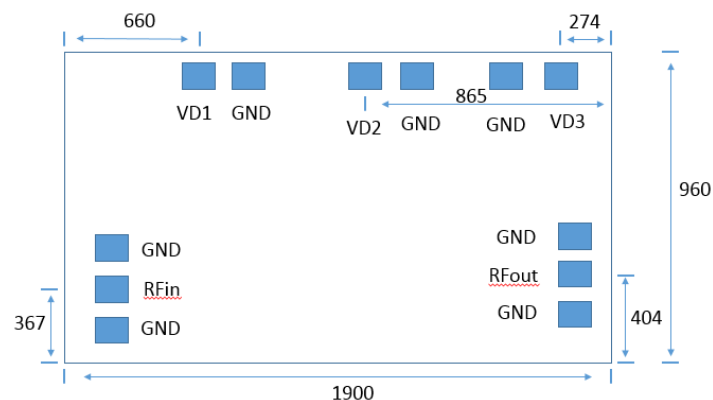 660
274
865
VD1 GND
VD2 GND GND VD3
960
GND GND
RFin RFout
GND GND
367
404
1900